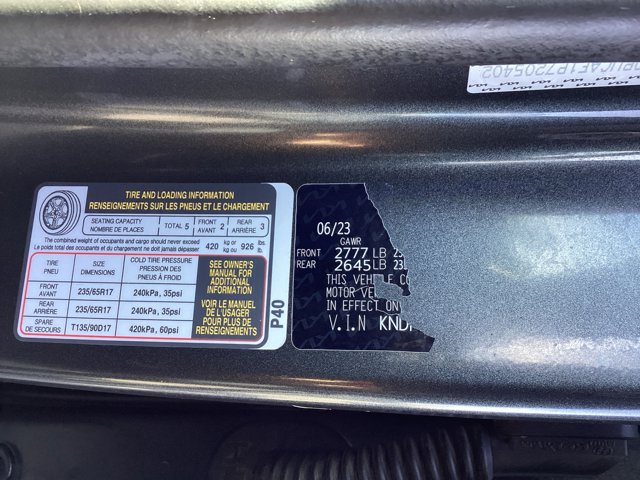 TIRE AND LOADING INFORMATION
RENSEIGNEMENTS SUR LES PNEUS ET LE CHARGEMENT
SEATING CAPACITY
NOMBRE DE PLACES
TOTAL 5
FRONT
AVANT 2
REAR
ARRIÈRE 3
The combined weight of occupants and cargo should never exceed
Le poids total des occupants et du chargement ne doit jamais dépasser
420 kg or
kg ou
926 lbs.
lb.
TIRE
PNEU
SIZE
DIMENSIONS
COLD TIRE PRESSURE
PRESSION DES
PNEUS À FROID
FRONT
AVANT
235/65R17
240kPa, 35psi
REAR
ARRIÈRE
235/65R17
240kPa, 35psi
SPARE
DE SECOURS
T135/90D17
420kPa, 60psi
SEE OWNER'S
MANUAL FOR
ADDITIONAL
INFORMATION
VOIR LE MANUEL
DE L'USAGER
POUR PLUS DE
RENSEIGNEMENTS
P40
06/23
GAWR
FRONT 2777 LB
REAR 2645 LB
THIS VEHICLE
MOTOR
IN EFFECT ON
V.I.N KND